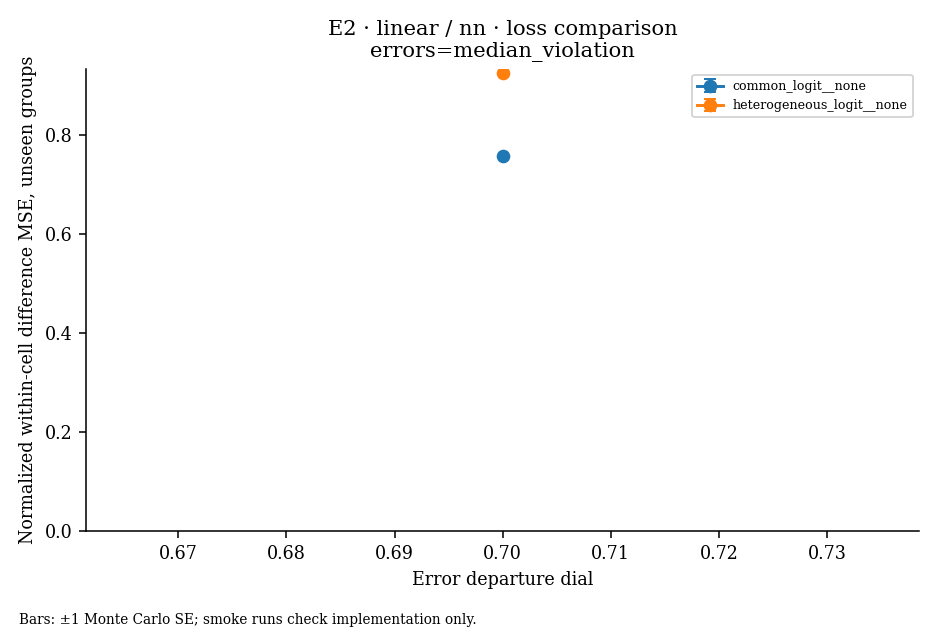 E2 · linear / nn · loss comparison
errors=median_violation
Normalized within-cell difference MSE, unseen groups
common_logit__none
heterogeneous_logit__none
0.8
0.6
0.4
0.2
0.0
0.67 0.68 0.69 0.70 0.71 0.72 0.73
Error departure dial
Bars: ±1 Monte Carlo SE; smoke runs check implementation only.